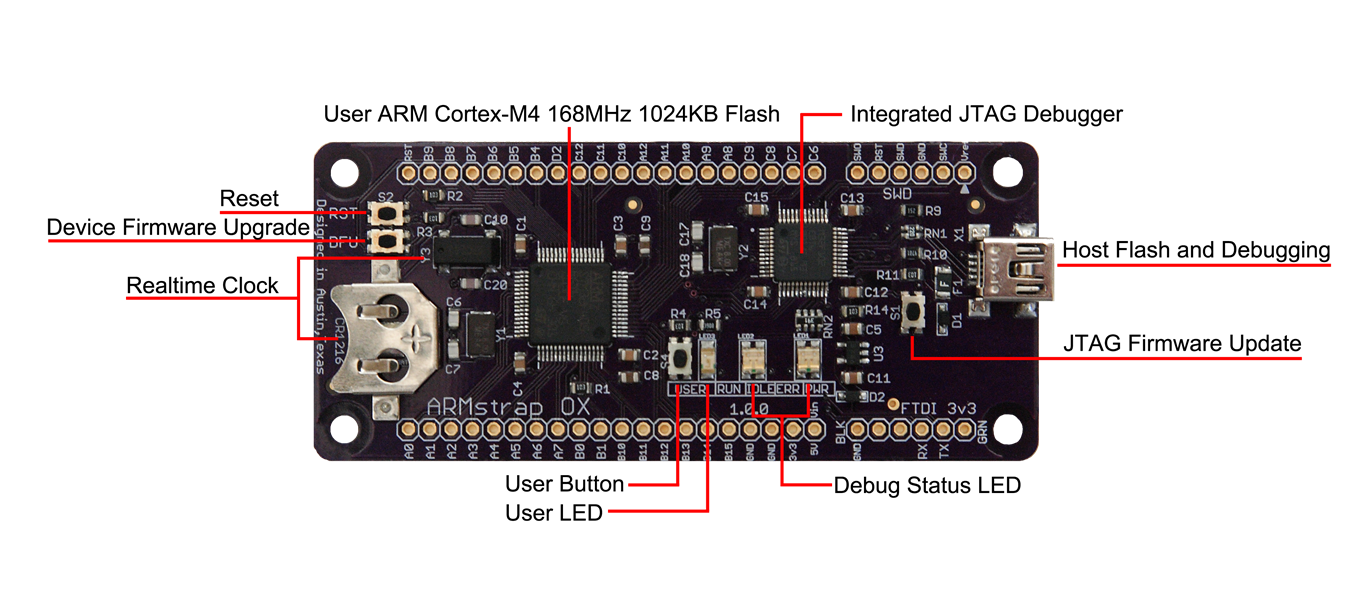 User ARM Cortex-M4 168MHz 1024KB Flash
Integrated JTAG Debugger
RST B9 B8 B7 B6 B5 B4 D2 C12 C11 C10 A12 A11 A10 A9 A8 C9 C8 C7 C6
SWD RST SWD GND SWC Vref
SWD
Reset
Device Firmware Upgrade
Realtime Clock
Host Flash and Debugging
JTAG Firmware Update
S2
R2
R3
Y3
C10
C20
C1
C3
C9
C17
C18
Y2
C15
C13
C14
C12
R9
RN1
R10
R11
X1
F1
F
D1
S1
R14
C5
U3
C11
D2
RN2
R4
R5
S4
LED3
LED2
LED1
C6
C7
Y1
C4
C2
C8
R1
CR1216
Designed in Austin, Texas
USER RUN IDLE ERR PWR
ARMstrap OX
1.0.0
Vin
FTDI 3v3
BLK
GRN
A0 A1 A2 A3 A4 A5 A6 A7 B0 B1 B10 B11 B12 B13 B14 B15 GND GND 3v3 5V
GND RX TX
User Button
User LED
Debug Status LED